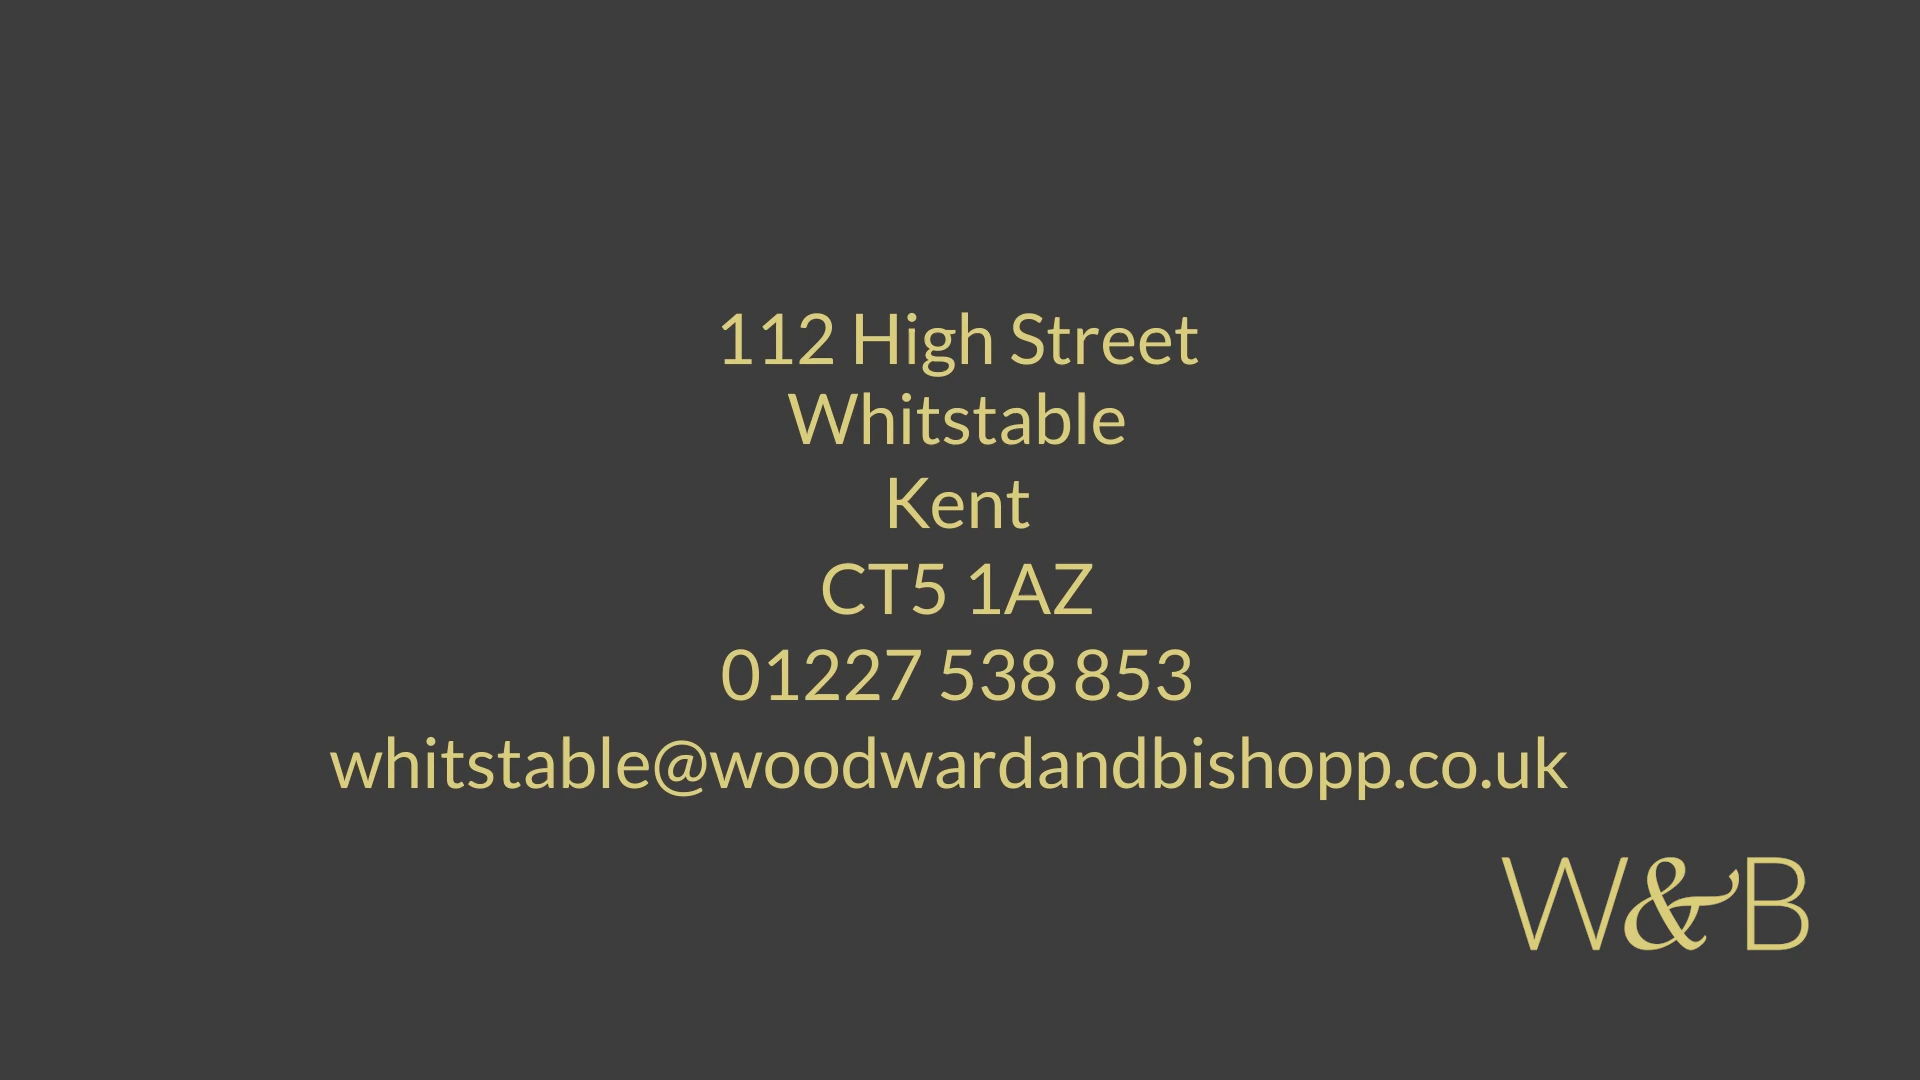 112 High Street
Whitstable
Kent
CT5 1AZ
01227 538 853
whitstable@woodwardandbishopp.co.uk
W&B